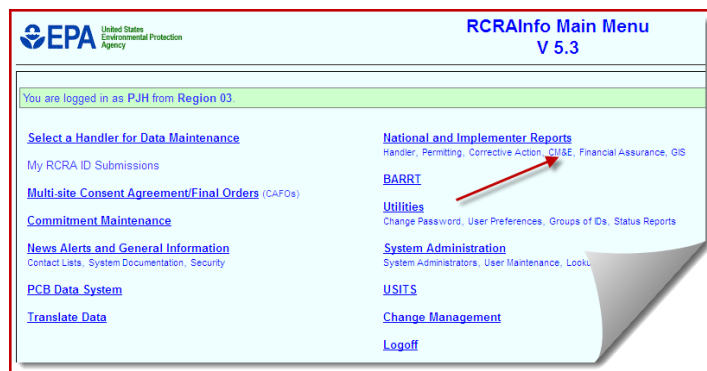 EPA United States
Environmental Protection
Agency
RCRAInfo Main Menu
V 5.3
You are logged in as PJH from Region 03.
Select a Handler for Data Maintenance
My RCRA ID Submissions
Multi-site Consent Agreement/Final Orders (CAFOs)
Commitment Maintenance
News Alerts and General Information
Contact Lists, System Documentation, Security
PCB Data System
Translate Data
National and Implementer Reports
Handler, Permitting, Corrective Action, CM&E, Financial Assurance, GIS
BARRT
Utilities
Change Password, User Preferences, Groups of IDs, Status Reports
System Administration
System Administrators, User Maintenance,
USITS
Change Management
Logoff